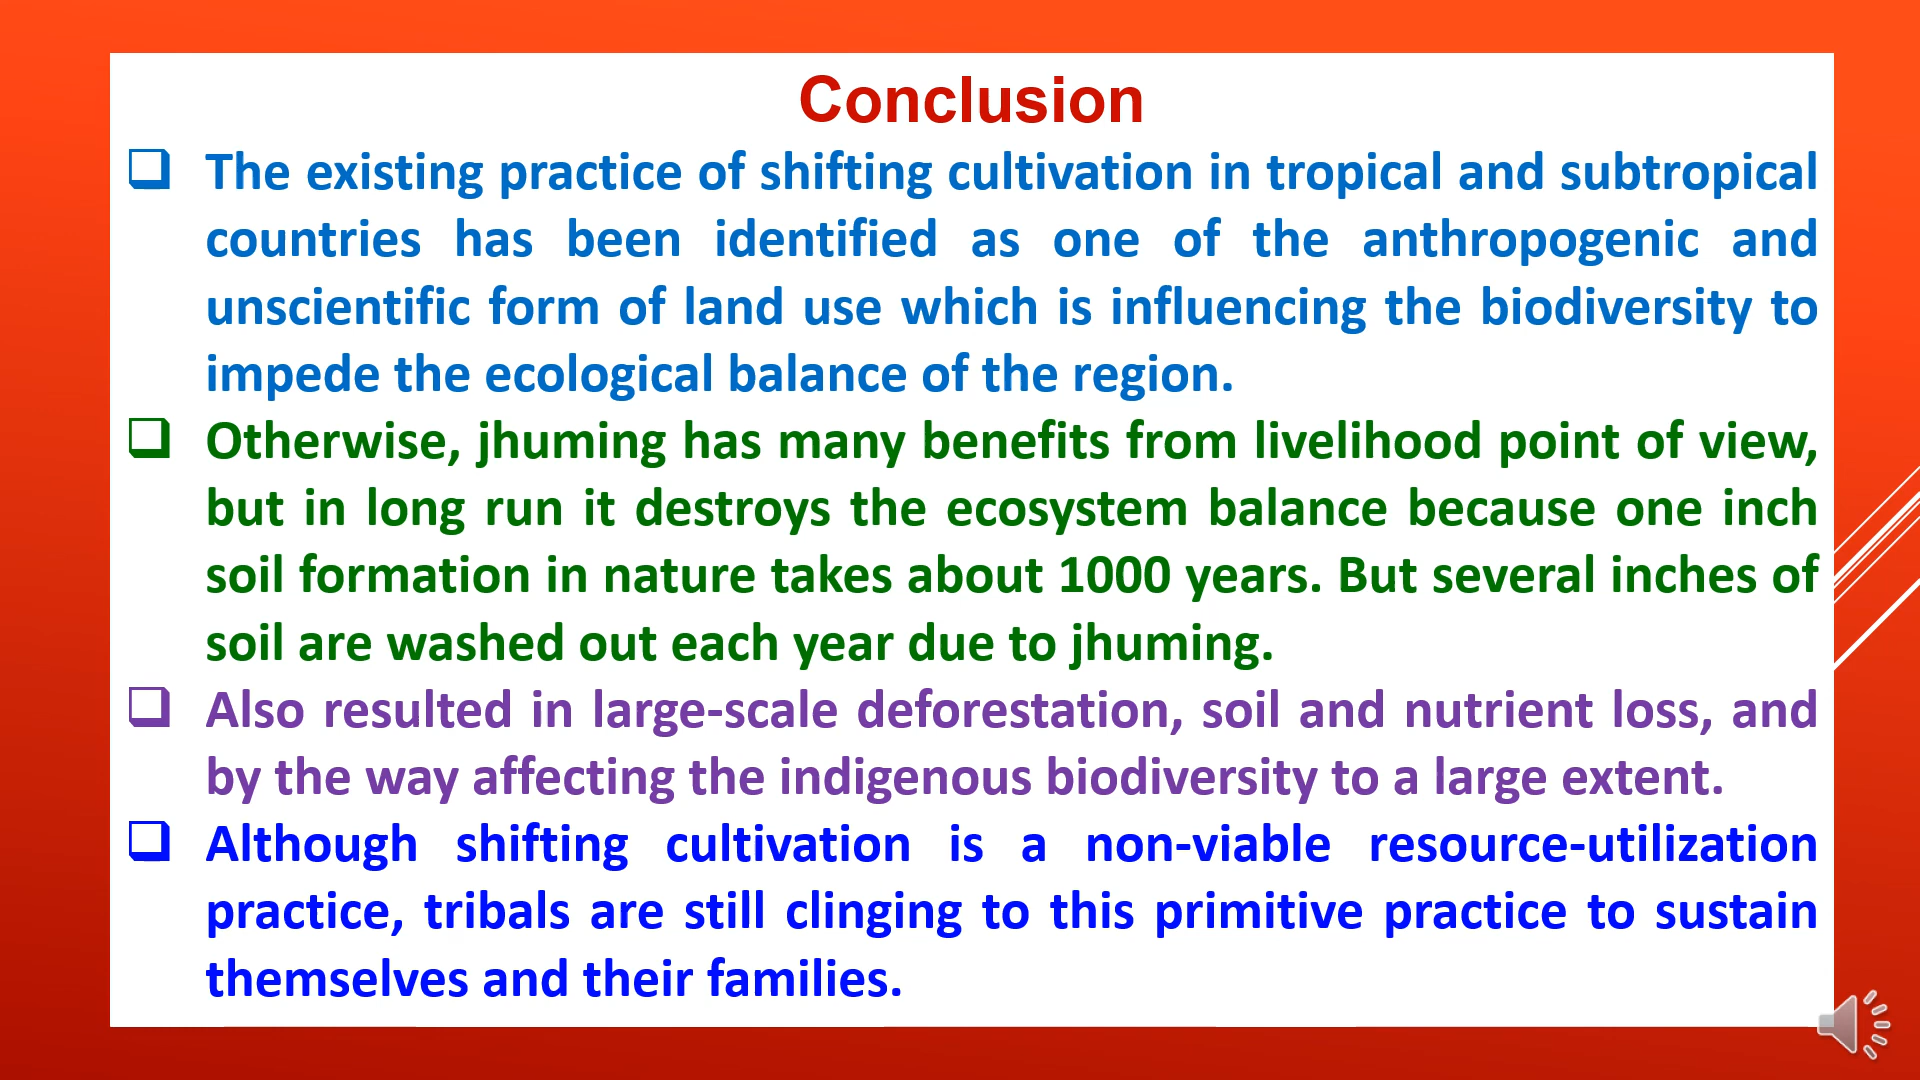 Conclusion
The existing practice of shifting cultivation in tropical and subtropical
countries has been identified as one of the anthropogenic and
unscientific form of land use which is influencing the biodiversity to
impede the ecological balance of the region.
Otherwise, jhuming has many benefits from livelihood point of view,
but in long run it destroys the ecosystem balance because one inch
soil formation in nature takes about 1000 years. But several inches of
soil are washed out each year due to jhuming.
Also resulted in large-scale deforestation, soil and nutrient loss, and
by the way affecting the indigenous biodiversity to a large extent.
Although shifting cultivation is a non-viable resource-utilization
practice, tribals are still clinging to this primitive practice to sustain
themselves and their families.